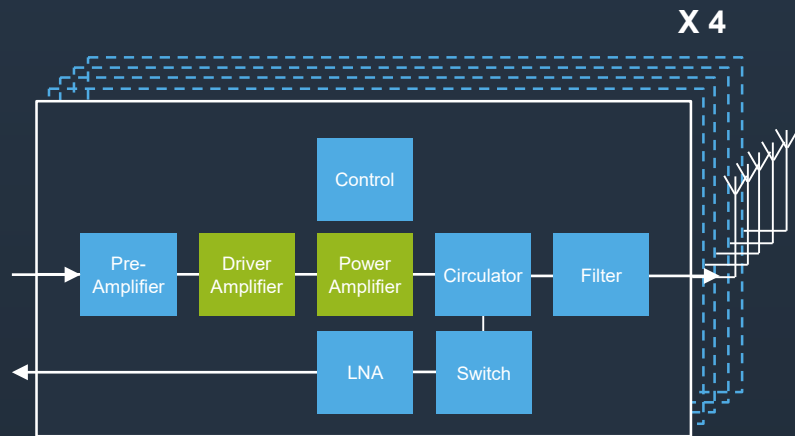 X 4
Control
Pre-
Amplifier
Driver
Amplifier
Power
Amplifier
Circulator
Filter
LNA
Switch